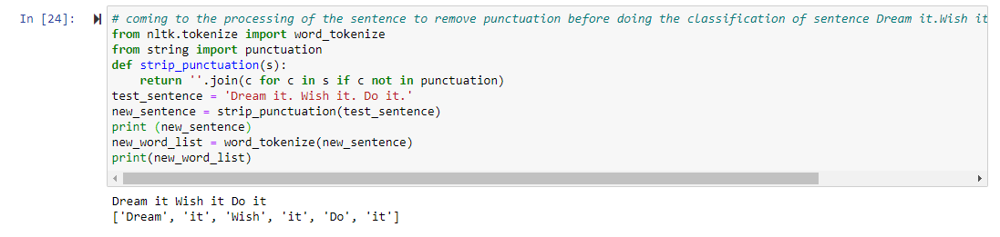 In [24]:
# coming to the processing of the sentence to remove punctuation before doing the classification of sentence Dream it.Wish it
from nltk.tokenize import word_tokenize
from string import punctuation
def strip_punctuation(s):
    return ''.join(c for c in s if c not in punctuation)
test_sentence = 'Dream it. Wish it. Do it.'
new_sentence = strip_punctuation(test_sentence)
print (new_sentence)
new_word_list = word_tokenize(new_sentence)
print(new_word_list)
Dream it Wish it Do it
['Dream', 'it', 'Wish', 'it', 'Do', 'it']